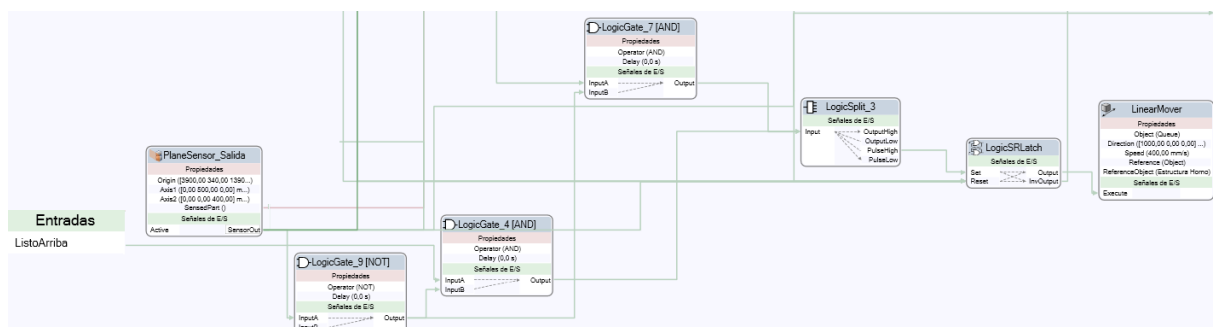 LogicGate_7 [AND]
Propiedades
Operator (AND)
Delay (0,0 s)
Señales de E/S
InputA Output
InputB
LogicSplit_3
Señales de E/S
Input OutputHigh
OutputLow
PulseHigh
PulseLow
LinearMover
Propiedades
Object (Queue)
Direction ([1000,00 0,00 0,00] ...)
Speed (400,00 mm/s)
Reference (Object)
ReferenceObject (Estructura Horno)
Señales de E/S
Execute
LogicSRLatch
Señales de E/S
Set Output
Reset InvOutput
PlaneSensor_Salida
Propiedades
Origin ([3900,00 340,00 1390...)
Axis1 ([0,00 500,00 0,00] m...)
Axis2 ([0,00 0,00 400,00] m...)
SensedPart ()
Señales de E/S
Active SensorOut
Entradas
ListoArriba
LogicGate_4 [AND]
Propiedades
Operator (AND)
Delay (0,0 s)
Señales de E/S
InputA Output
InputB
LogicGate_9 [NOT]
Propiedades
Operator (NOT)
Delay (0,0 s)
Señales de E/S
InputA Output
InputB